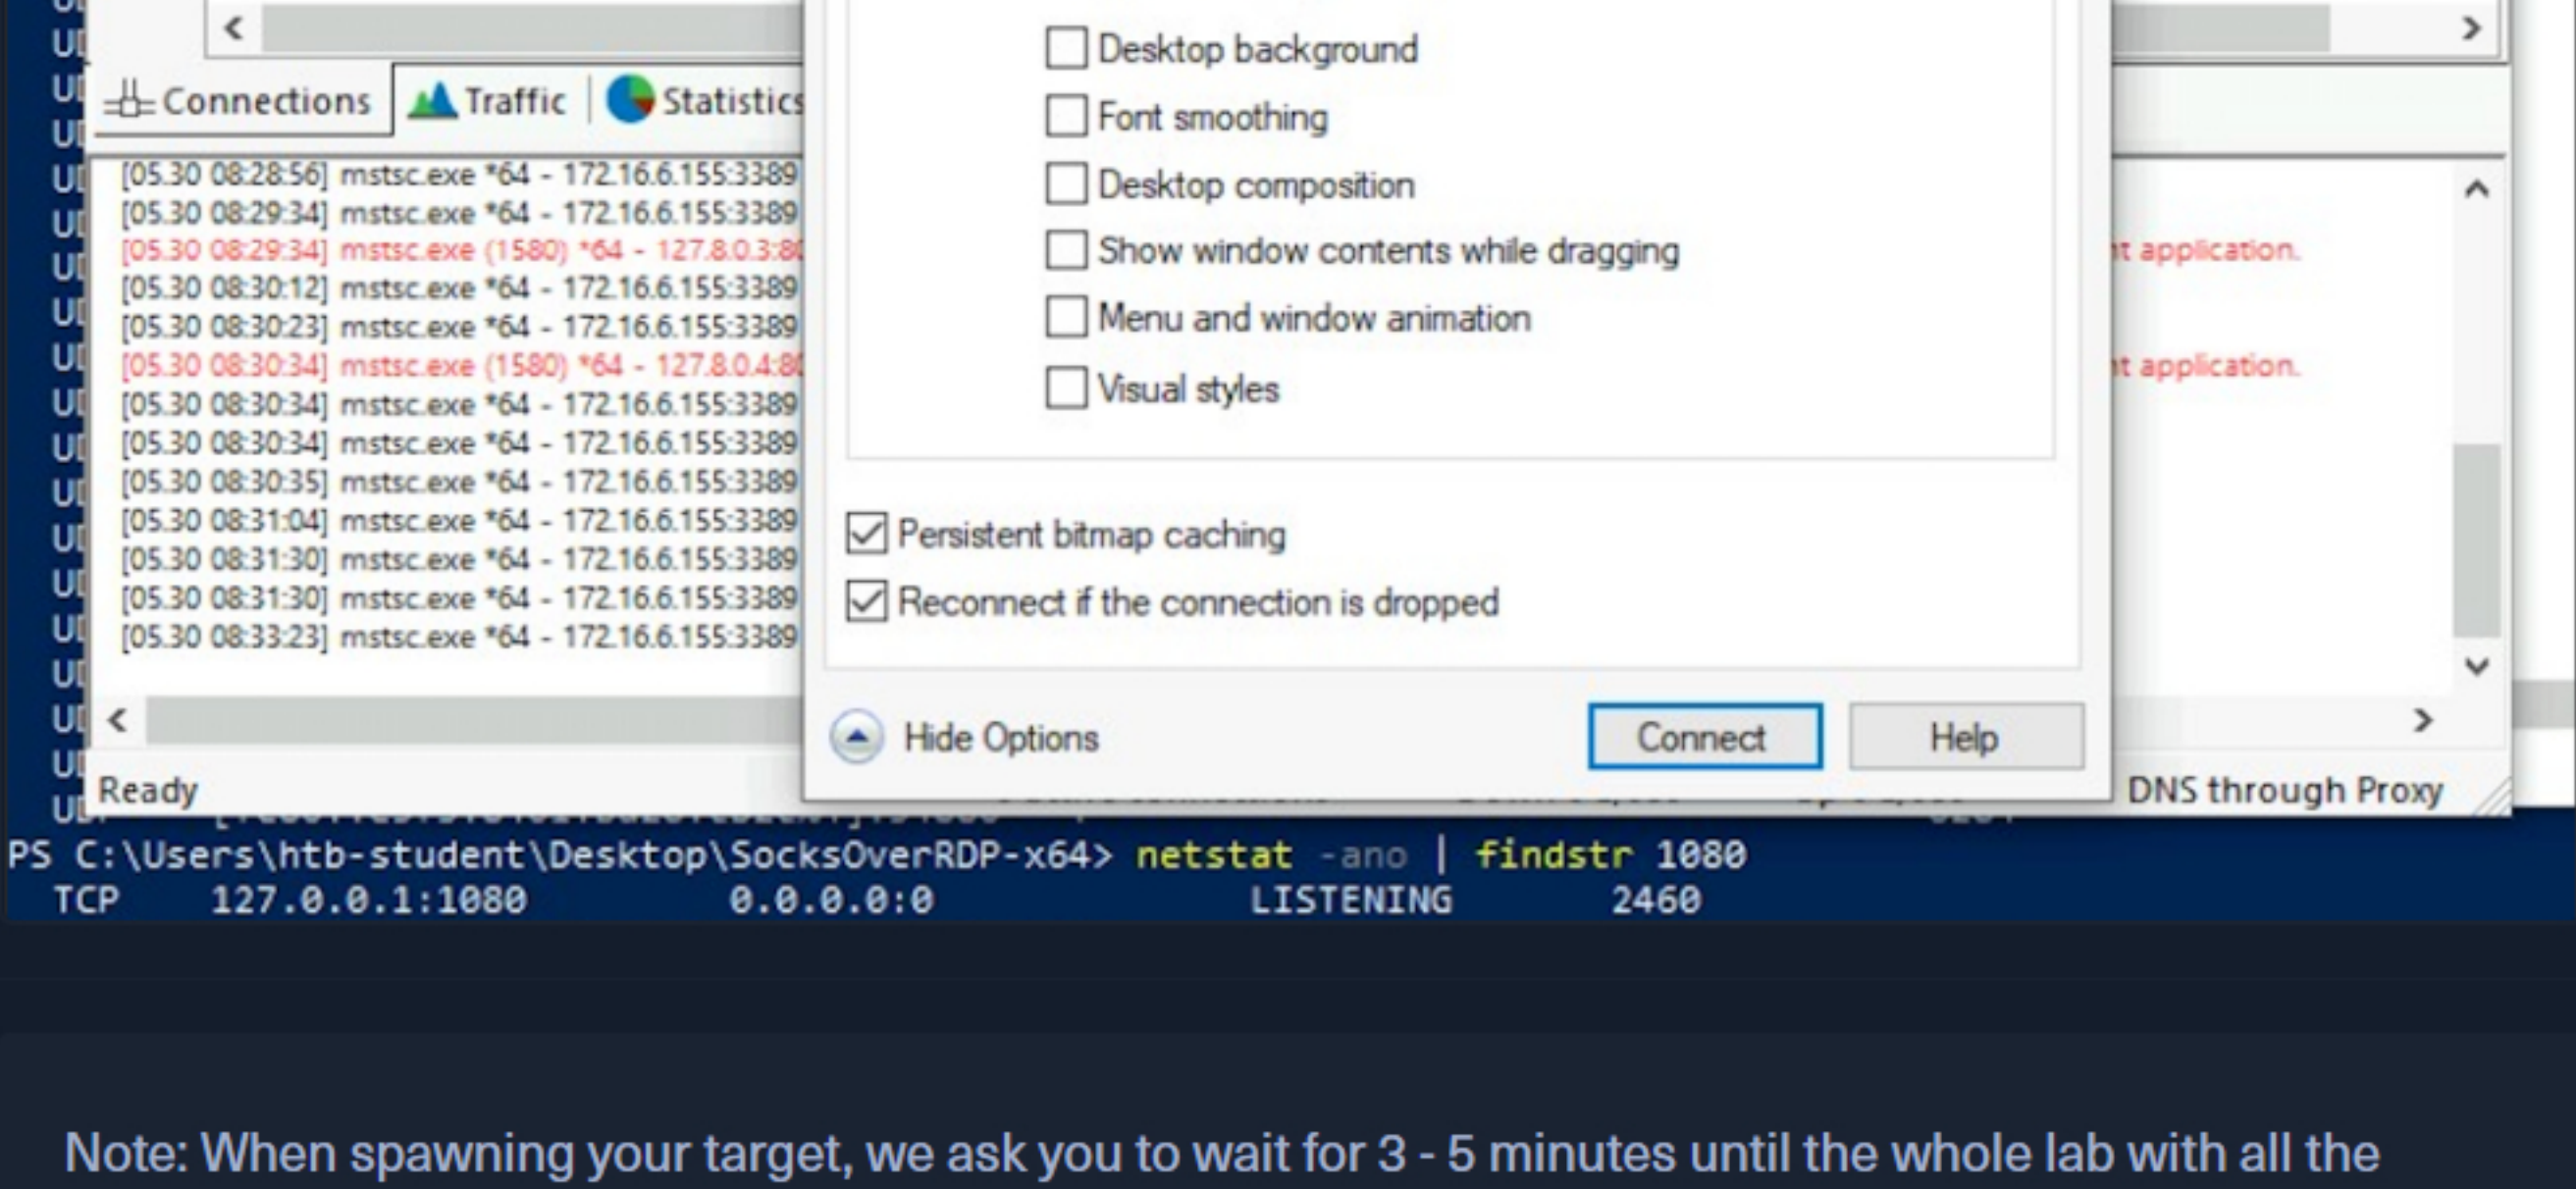 Desktop background
Font smoothing
Desktop composition
Show window contents while dragging
Menu and window animation
Visual styles
Persistent bitmap caching
Reconnect if the connection is dropped
Hide Options
Connect
Help
Connections Traffic Statistics
[05.30 08:28:56] mstsc.exe *64 - 172.16.6.155:3389
[05.30 08:29:34] mstsc.exe *64 - 172.16.6.155:3389
[05.30 08:29:34] mstsc.exe (1580) *64 - 127.8.0.3:80 nt application.
[05.30 08:30:12] mstsc.exe *64 - 172.16.6.155:3389
[05.30 08:30:23] mstsc.exe *64 - 172.16.6.155:3389
[05.30 08:30:34] mstsc.exe (1580) *64 - 127.8.0.4:80 nt application.
[05.30 08:30:34] mstsc.exe *64 - 172.16.6.155:3389
[05.30 08:30:34] mstsc.exe *64 - 172.16.6.155:3389
[05.30 08:30:35] mstsc.exe *64 - 172.16.6.155:3389
[05.30 08:31:04] mstsc.exe *64 - 172.16.6.155:3389
[05.30 08:31:30] mstsc.exe *64 - 172.16.6.155:3389
[05.30 08:31:30] mstsc.exe *64 - 172.16.6.155:3389
[05.30 08:33:23] mstsc.exe *64 - 172.16.6.155:3389
Ready
DNS through Proxy
PS C:\Users\htb-student\Desktop\SocksOverRDP-x64> netstat -ano | findstr 1080
TCP 127.0.0.1:1080 0.0.0.0:0 LISTENING 2460
Note: When spawning your target, we ask you to wait for 3 - 5 minutes until the whole lab with all the